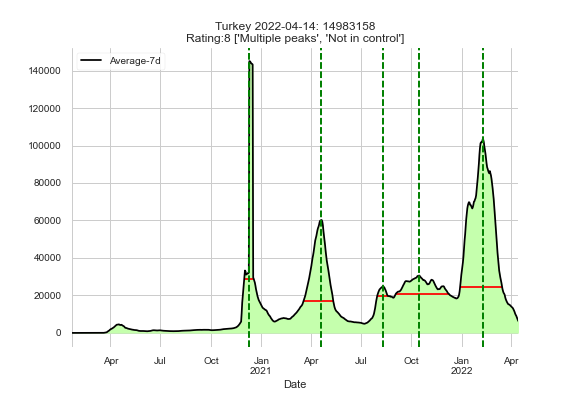 Turkey 2022-04-14: 14983158
Rating:8 ['Multiple peaks', 'Not in control']
Average-7d
140000
120000
100000
80000
60000
40000
20000
0
Apr Jul Oct Jan Apr Jul Oct Jan Apr
2021 2022
Date